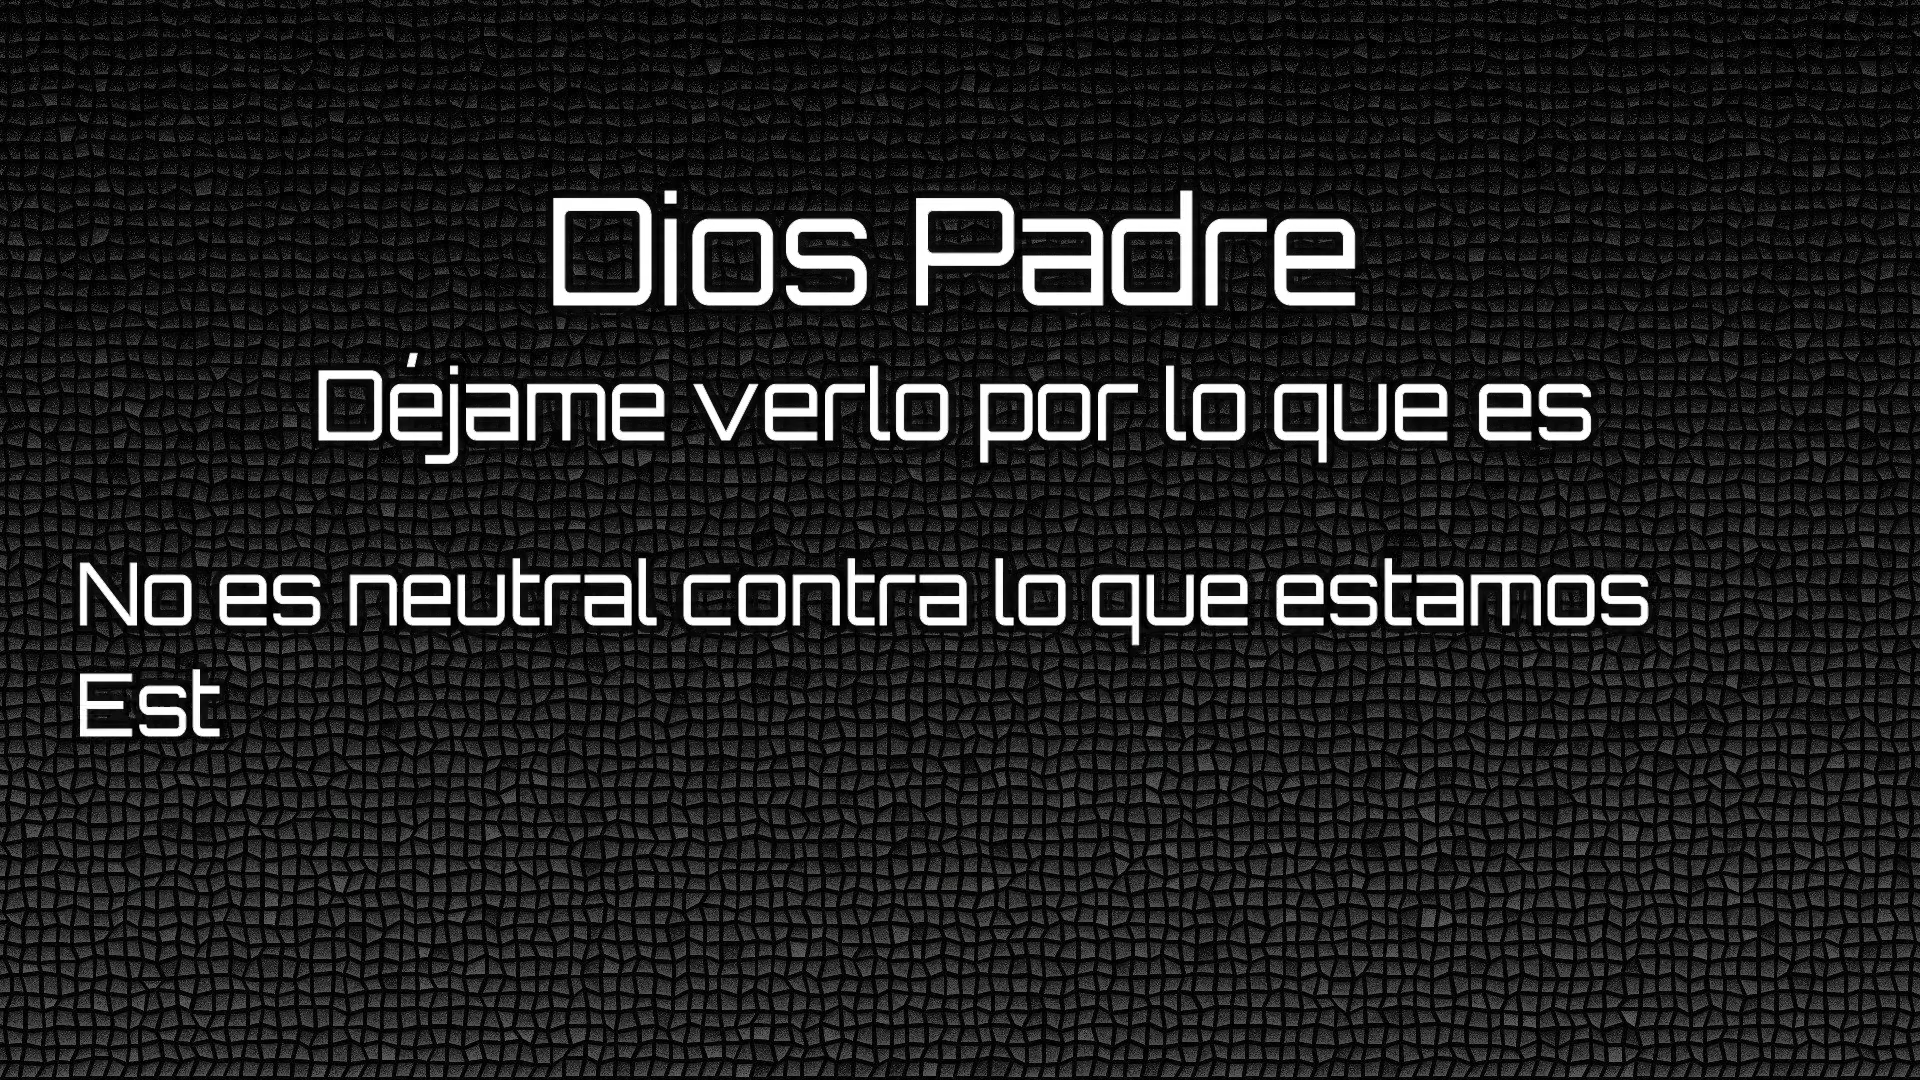 Dios Padre
Déjame verlo por lo que es
No es neutral contra lo que estamos
Est